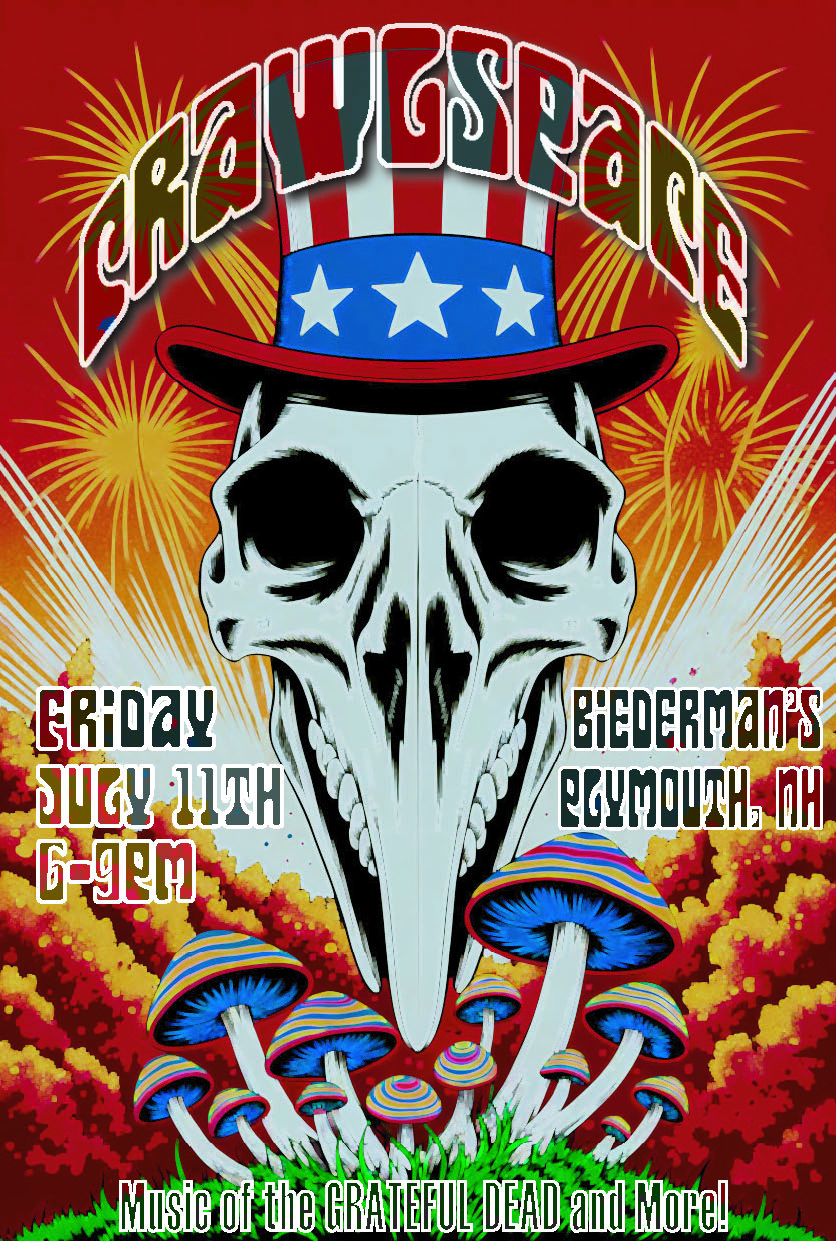 CRAWLSPACE
FRiDAY
JULY 11TH
6-9PM
BiEDERMAN'S
PLYMOUTH, NH
Music of the GRATEFUL DEAD and More!